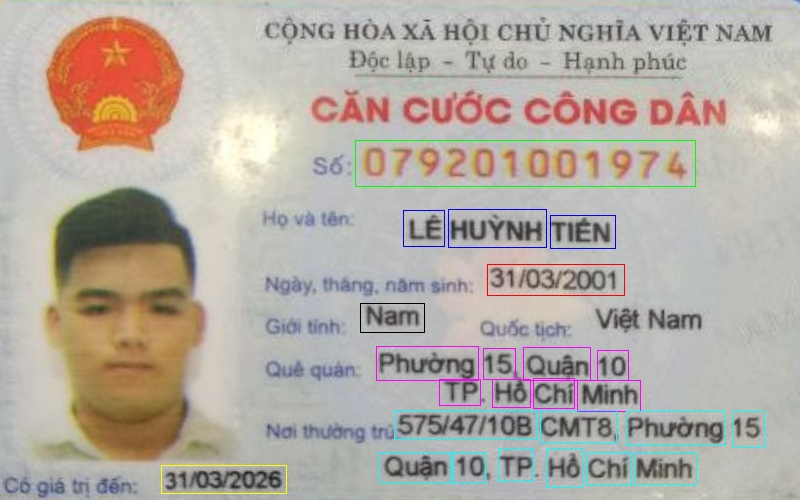 CỘNG HÒA XÃ HỘI CHỦ NGHĨA VIỆT NAM
Độc lập - Tự do - Hạnh phúc
CĂN CƯỚC CÔNG DÂN
Số: 079201001974
Họ và tên: LÊ HUỲNH TIẾN
Ngày, tháng, năm sinh: 31/03/2001
Giới tính: Nam Quốc tịch: Việt Nam
Quê quán: Phường 15, Quận 10
TP. Hồ Chí Minh
Nơi thường trú: 575/47/10B CMT8, Phường 15
Quận 10, TP. Hồ Chí Minh
Có giá trị đến: 31/03/2026